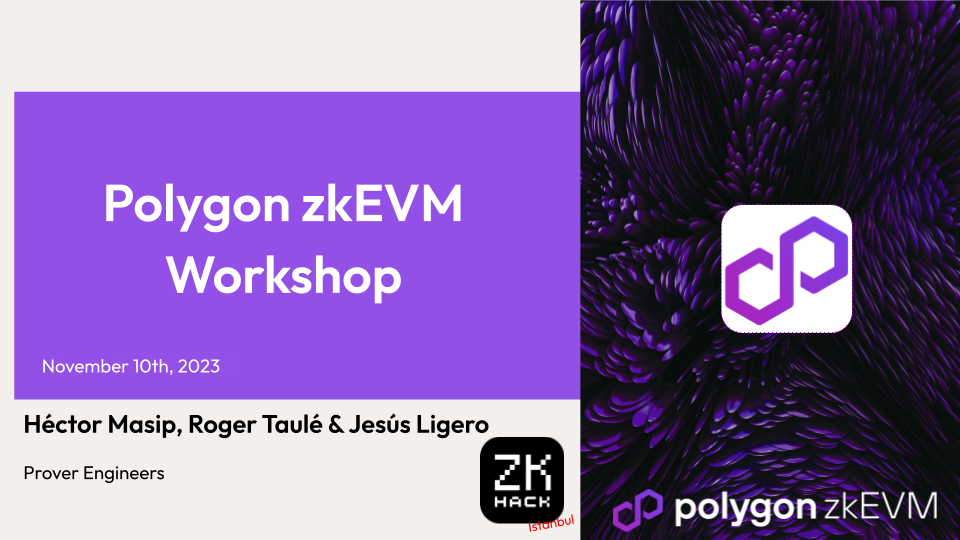 Polygon zkEVM
Workshop
November 10th, 2023
Héctor Masip, Roger Taulé & Jesús Ligero
Prover Engineers
ZK
HACK
Istanbul
polygon zkEVM